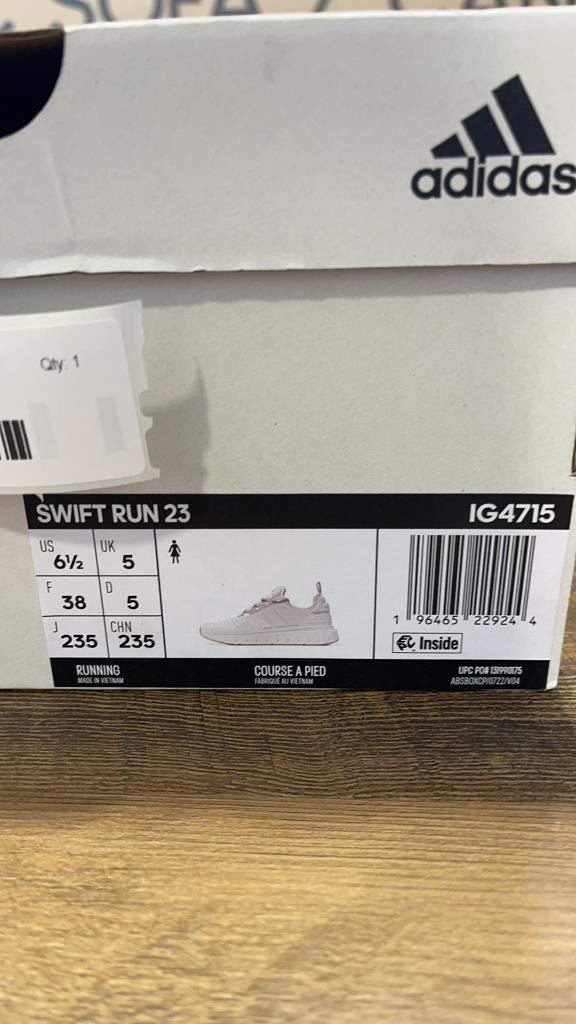 adidas
Qty: 1
SWIFT RUN 23 IG4715
US 6½ UK 5
F 38 D 5
J 235 CHN 235
1 96465 22924 4
Inside
RUNNING
MADE IN VIETNAM
COURSE A PIED
FABRIQUÉ AU VIETNAM
UPC PO# 131990175
ABSBOXCP/0722/V04